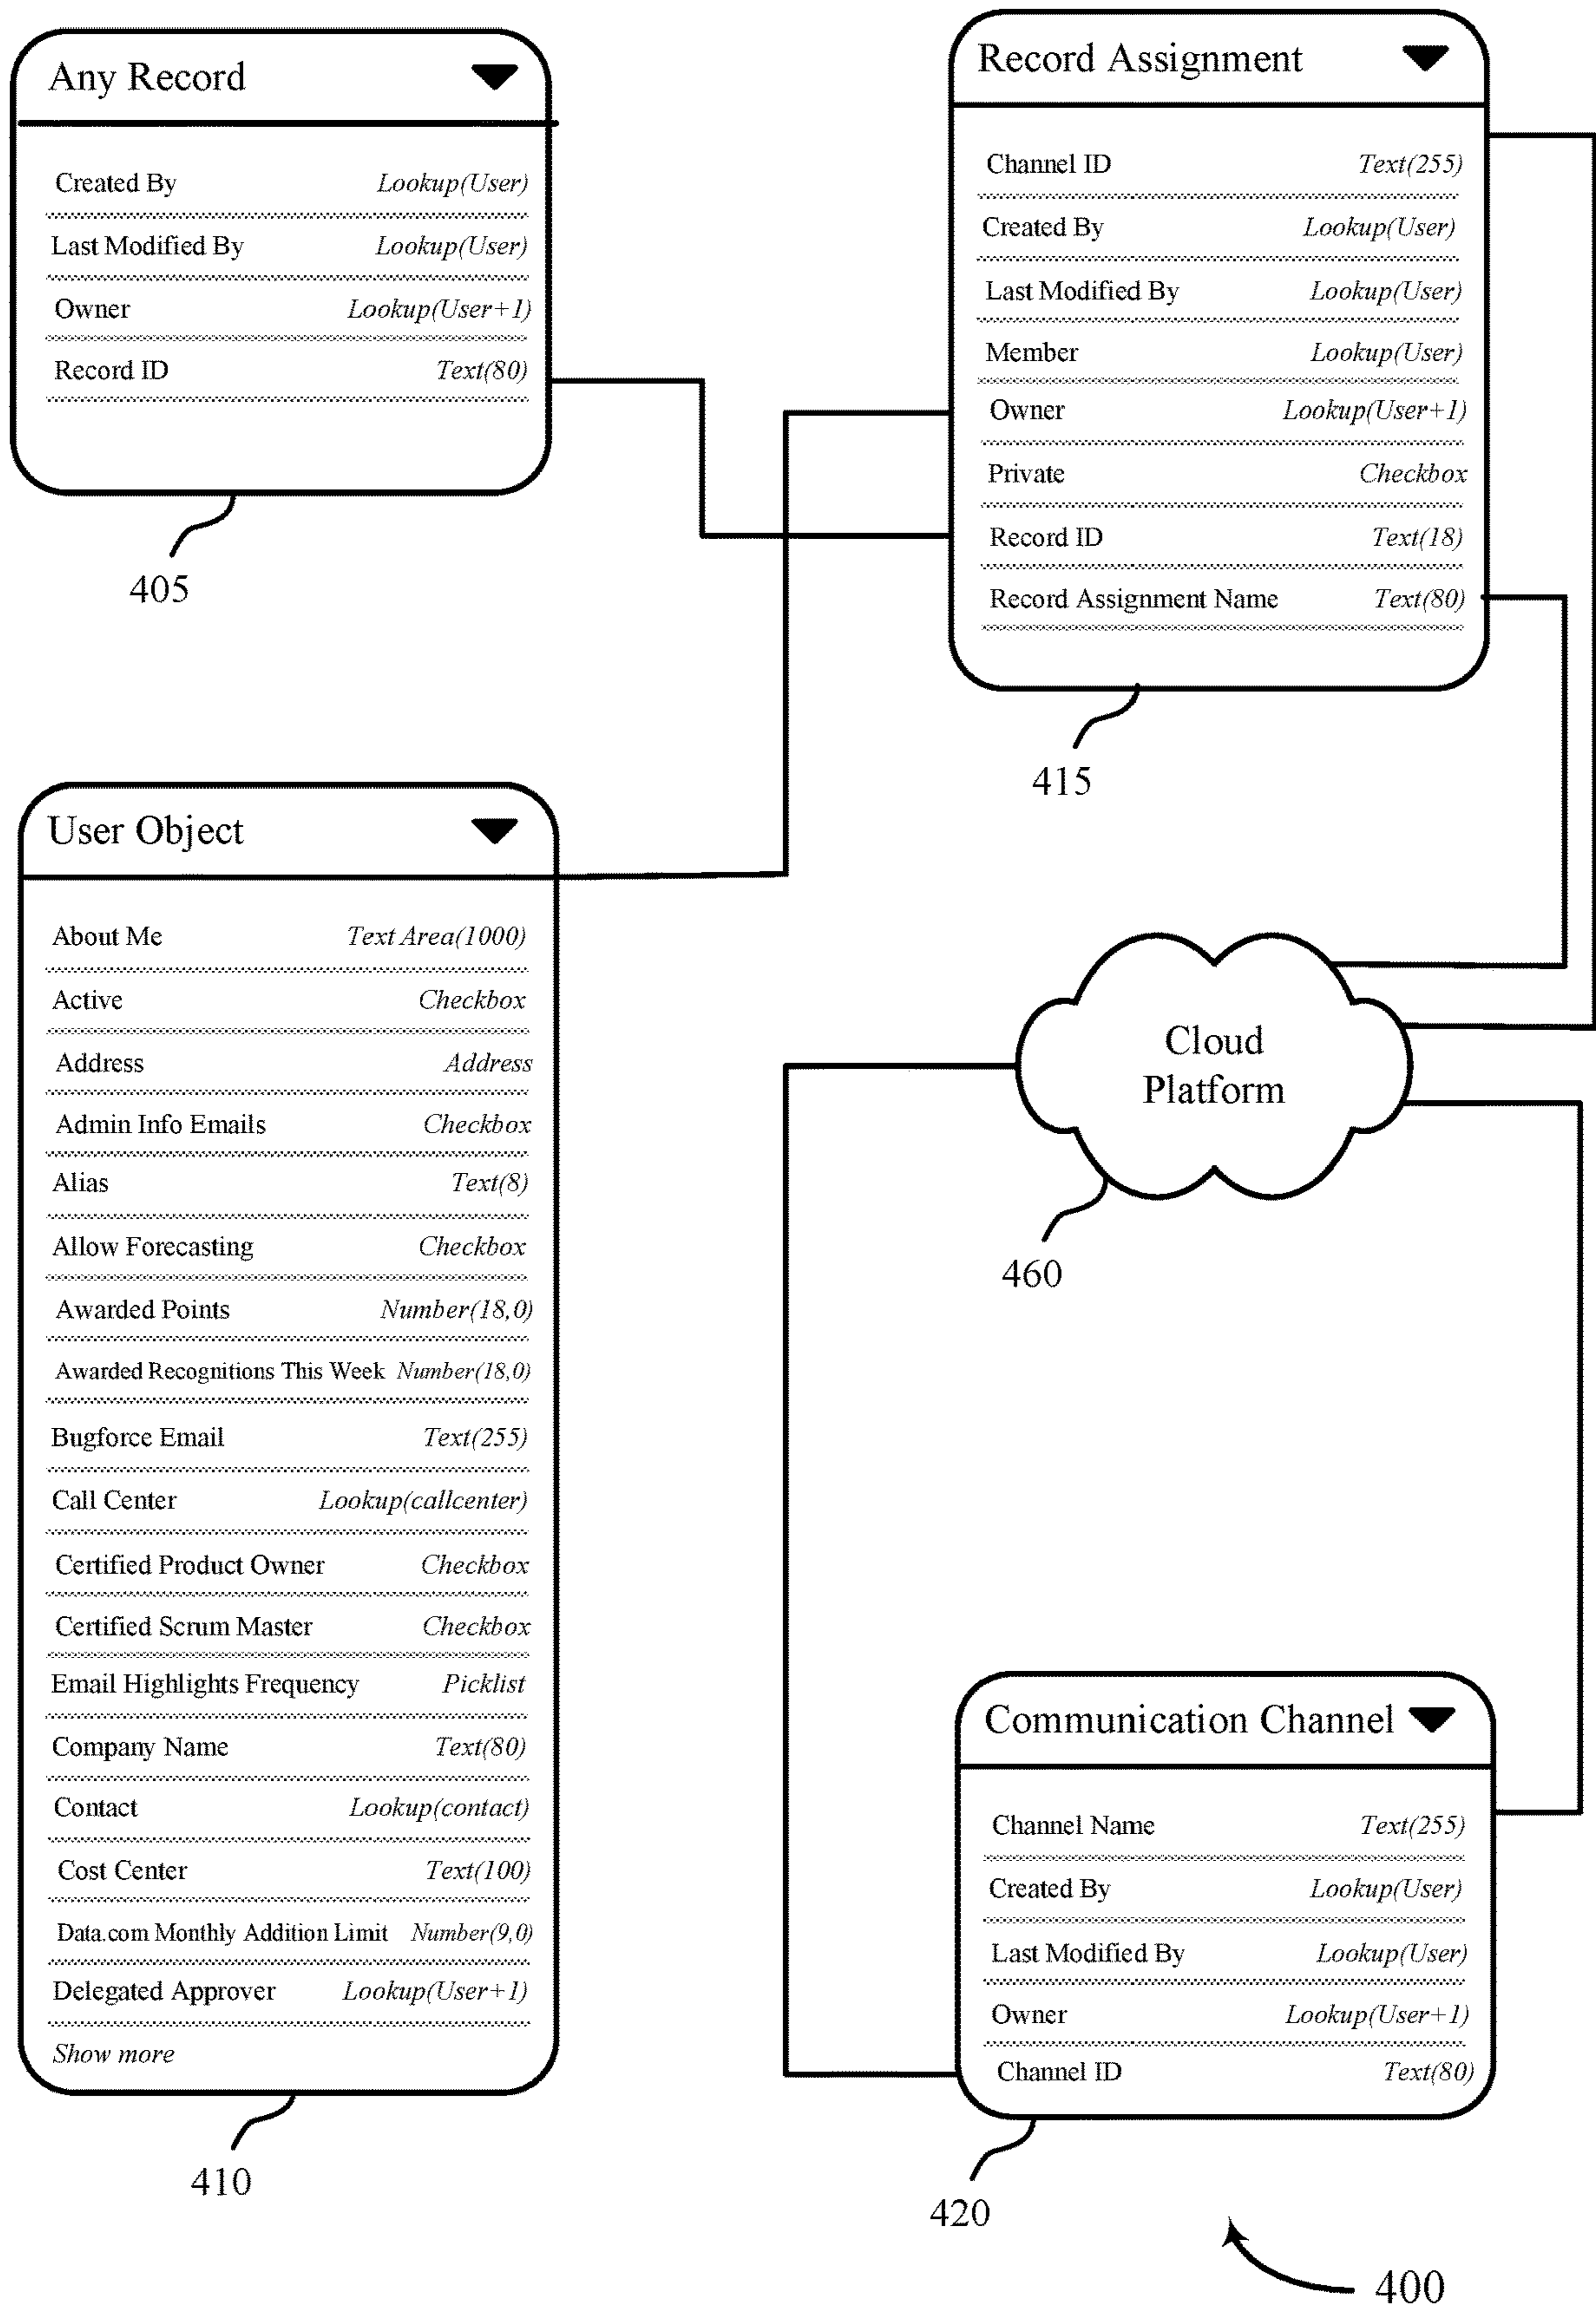 Any Record
Created By Lookup(User)
Last Modified By Lookup(User)
Owner Lookup(User+1)
Record ID Text(80)
405
Record Assignment
Channel ID Text(255)
Created By Lookup(User)
Last Modified By Lookup(User)
Member Lookup(User)
Owner Lookup(User+1)
Private Checkbox
Record ID Text(18)
Record Assignment Name Text(80)
415
User Object
About Me Text Area(1000)
Active Checkbox
Address Address
Admin Info Emails Checkbox
Alias Text(8)
Allow Forecasting Checkbox
Awarded Points Number(18,0)
Awarded Recognitions This Week Number(18,0)
Bugforce Email Text(255)
Call Center Lookup(callcenter)
Certified Product Owner Checkbox
Certified Scrum Master Checkbox
Email Highlights Frequency Picklist
Company Name Text(80)
Contact Lookup(contact)
Cost Center Text(100)
Data.com Monthly Addition Limit Number(9,0)
Delegated Approver Lookup(User+1)
Show more
410
Cloud
Platform
460
Communication Channel
Channel Name Text(255)
Created By Lookup(User)
Last Modified By Lookup(User)
Owner Lookup(User+1)
Channel ID Text(80)
420
400